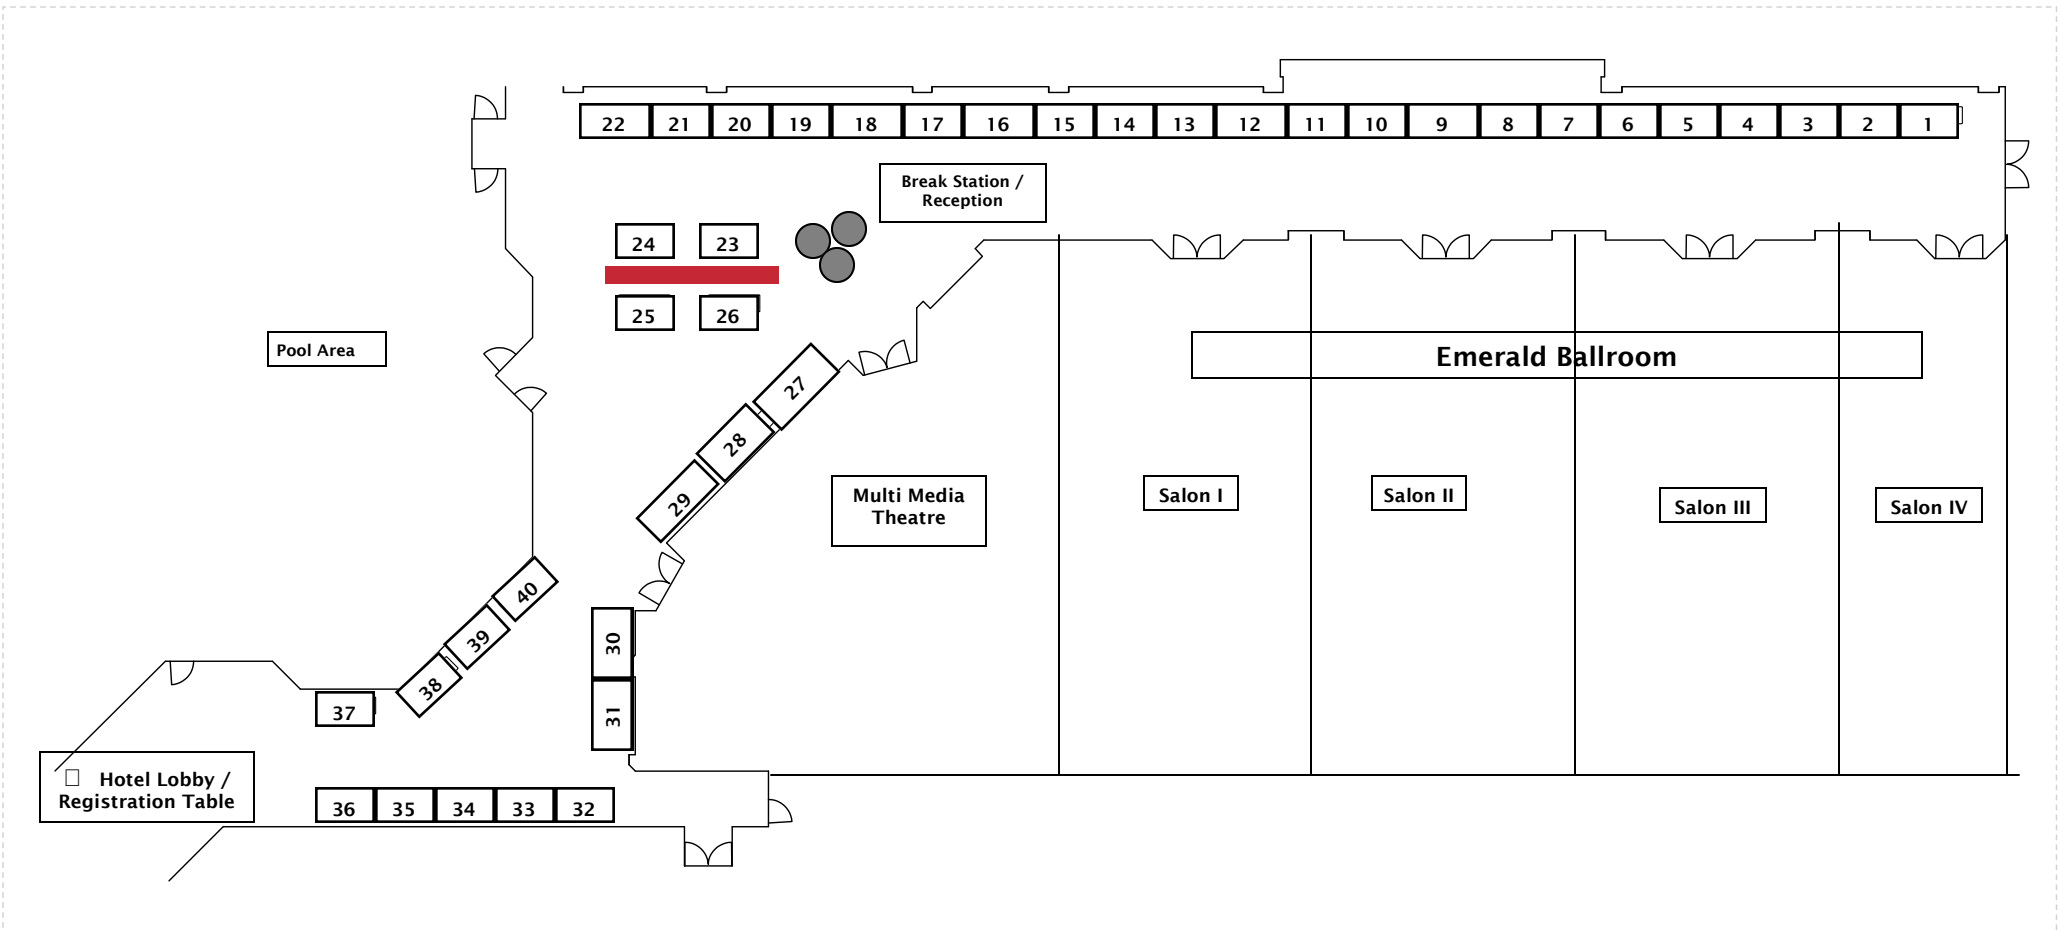 22 21 20 19 18 17 16 15 14 13 12 11 10 9 8 7 6 5 4 3 2 1
Break Station /
Reception
24 23
25 26
Pool Area
Emerald Ballroom
27
28
29
Multi Media
Theatre
Salon I
Salon II
Salon III
Salon IV
40
39
38
37
30
31
Hotel Lobby /
Registration Table
36 35 34 33 32